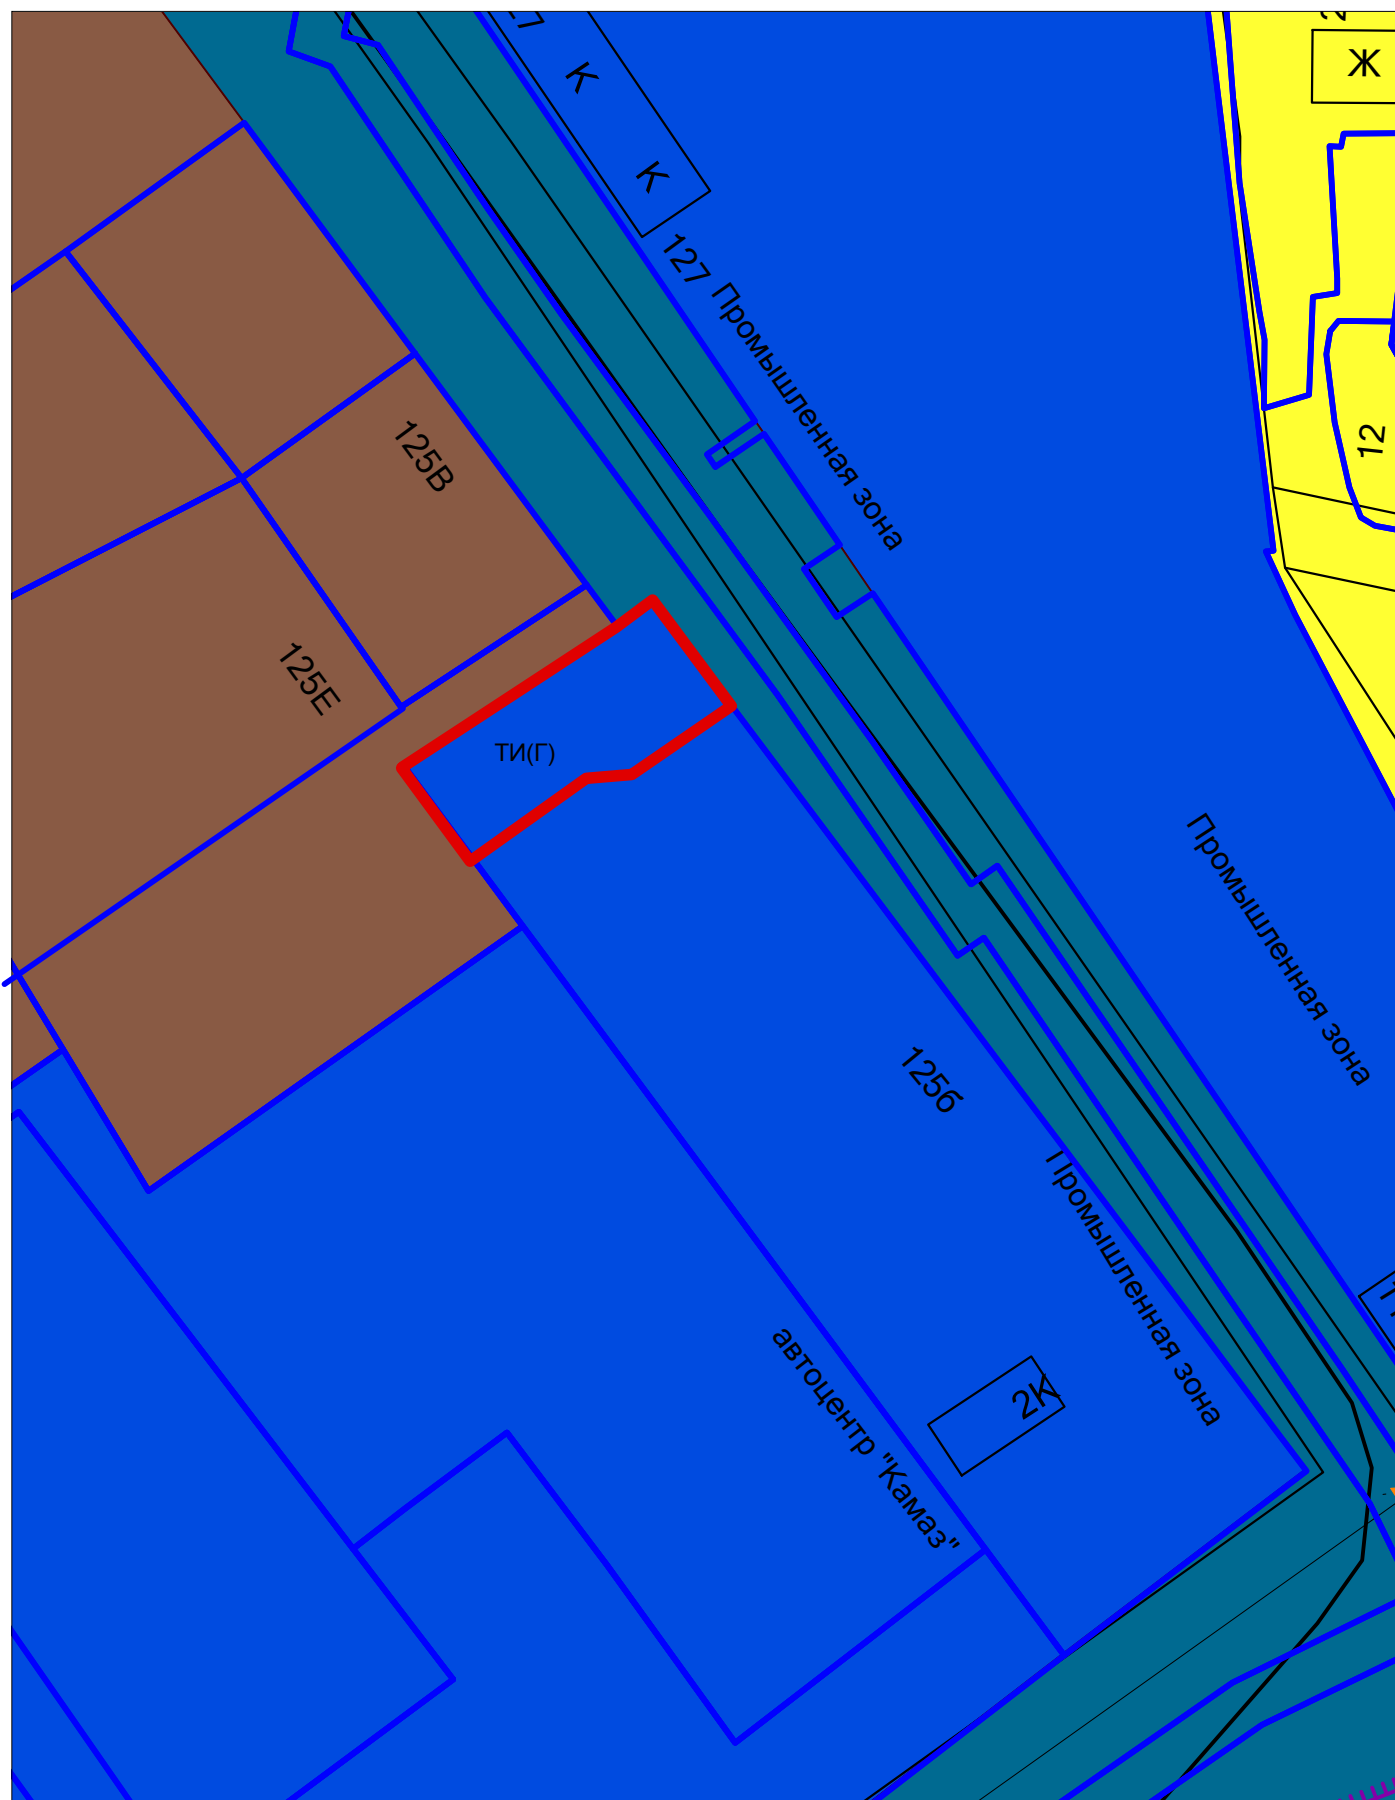 К
Ж
К
127
Промышленная зона
125В
12
125Е
ТИ(Г)
Промышленная зона
125б
Промышленная зона
автоцентр "Камаз"
2К